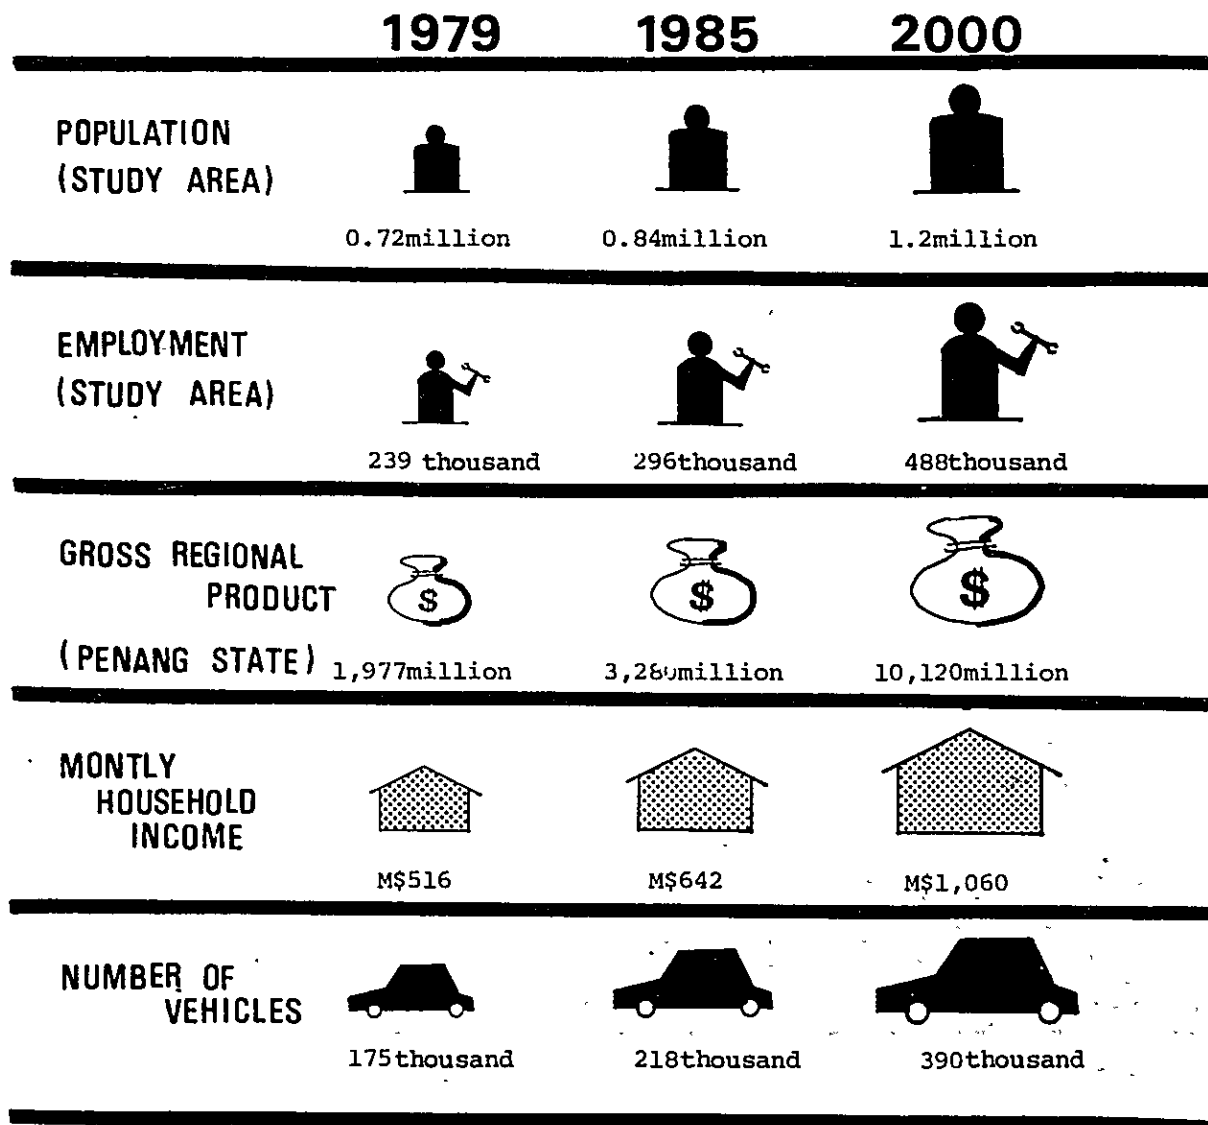 1979 1985 2000
POPULATION
(STUDY AREA)
0.72million 0.84million 1.2million
EMPLOYMENT
(STUDY AREA)
239 thousand 296thousand 488thousand
GROSS REGIONAL
PRODUCT
$ $ $
(PENANG STATE) 1,977million 10,120million
MONTLY
HOUSEHOLD
INCOME
M$516 M$642 M$1,060
NUMBER OF
VEHICLES
175thousand 218thousand 390thousand